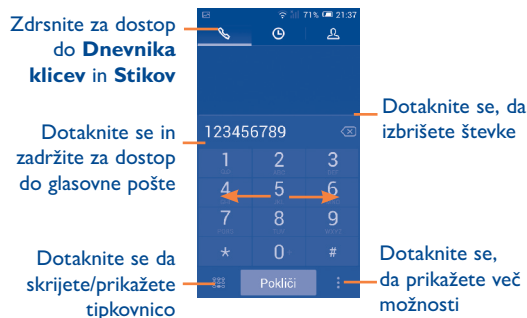 Zdrsnite za dostop
do Dnevnika
klicev in Stikov
71% 21:37
Dotaknite se, da
izbrišete števke
123456789
Dotaknite se in
zadržite za dostop
do glasovne pošte
1 2 3
4 5 6
7 8 9
* 0 #
Dotaknite se da
skrijete/prikažete
tipkovnico
Pokliči
Dotaknite se,
da prikažete več
možnosti